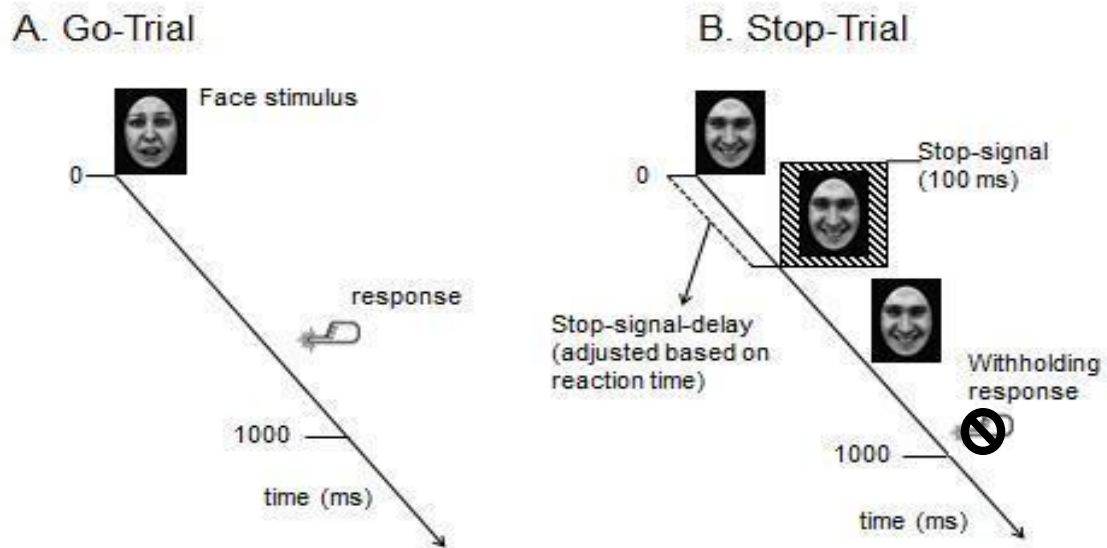 A. Go-Trial
Face stimulus
0
response
1000
time (ms)
B. Stop-Trial
0
Stop-signal
(100 ms)
Stop-signal-delay
(adjusted based on
reaction time)
Withholding
response
1000
time (ms)